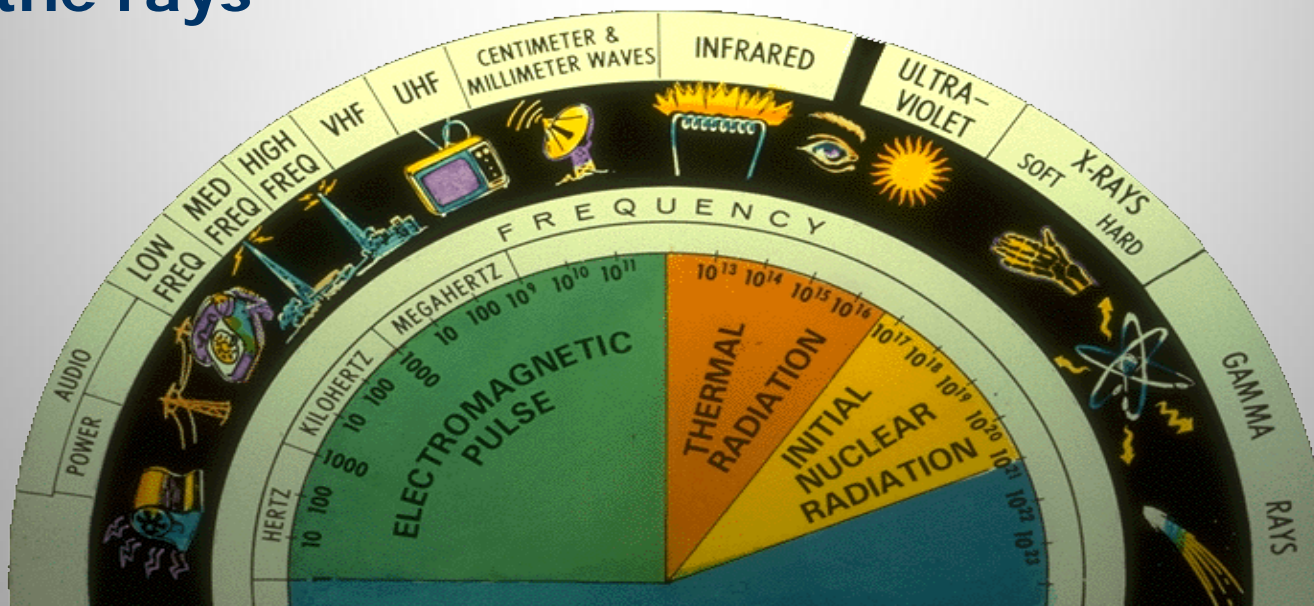 the rays
POWER
AUDIO
LOW
FREQ
MED
FREQ
HIGH
FREQ
VHF
UHF
CENTIMETER &
MILLIMETER WAVES
INFRARED
ULTRA-
VIOLET
SOFT
X-RAYS
HARD
GAMMA
RAYS
FREQUENCY
HERTZ
KILOHERTZ
MEGAHERTZ
1
10
100
1000
10
100
1000
10
100
10⁹
10¹⁰
10¹¹
10¹³
10¹⁴
10¹⁵
10¹⁶
10¹⁷
10¹⁸
10¹⁹
10²⁰
10²¹
10²²
10²³
ELECTROMAGNETIC
PULSE
THERMAL
RADIATION
INITIAL
NUCLEAR
RADIATION